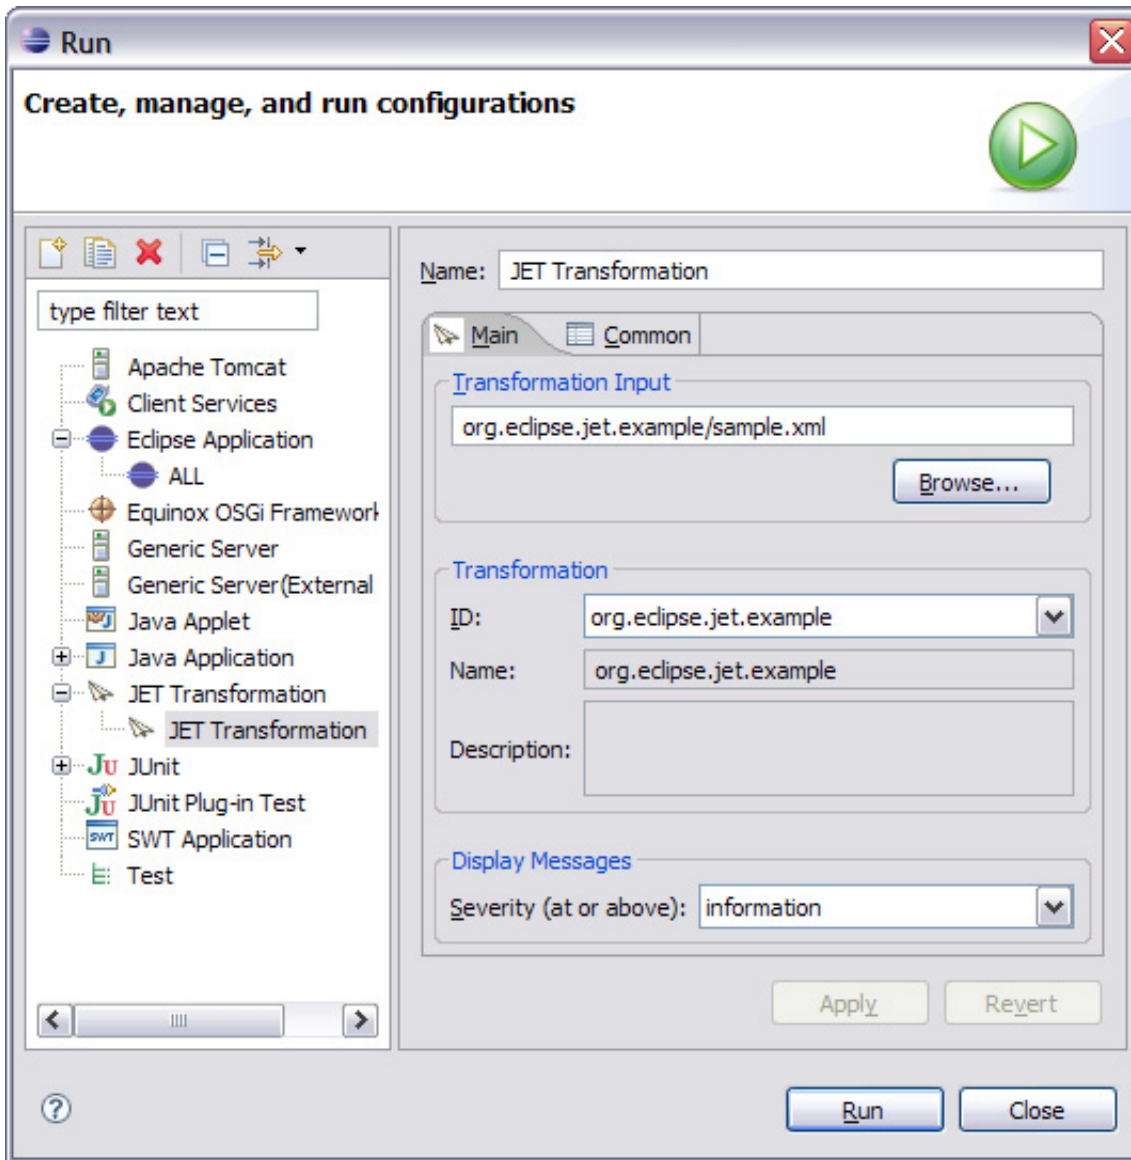 Run
Create, manage, and run configurations
type filter text
Apache Tomcat
Client Services
Eclipse Application
ALL
Equinox OSGi Framework
Generic Server
Generic Server(External
Java Applet
Java Application
JET Transformation
JET Transformation
JUnit
JUnit Plug-in Test
SWT Application
Test
Name: JET Transformation
Main Common
Transformation Input
org.eclipse.jet.example/sample.xml
Browse...
Transformation
ID: org.eclipse.jet.example
Name: org.eclipse.jet.example
Description:
Display Messages
Severity (at or above): information
Apply Revert
Run Close